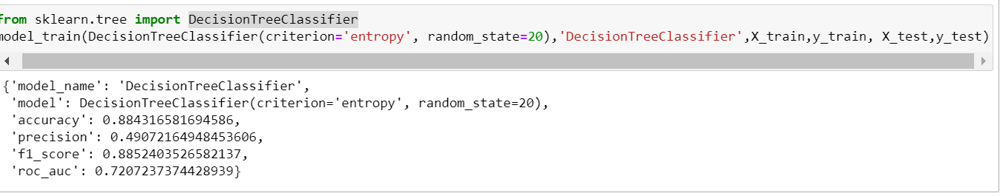 from sklearn.tree import DecisionTreeClassifier
model_train(DecisionTreeClassifier(criterion='entropy', random_state=20),'DecisionTreeClassifier',X_train,y_train, X_test,y_test)
{'model_name': 'DecisionTreeClassifier',
 'model': DecisionTreeClassifier(criterion='entropy', random_state=20),
 'accuracy': 0.884316581694586,
 'precision': 0.49072164948453606,
 'f1_score': 0.8852403526582137,
 'roc_auc': 0.7207237374428939}